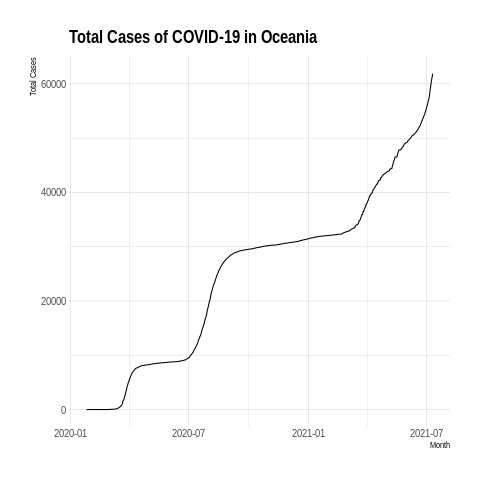 Total Cases of COVID-19 in Oceania
Total Cases
60000
40000
20000
0
2020-01 2020-07 2021-01 2021-07
Month